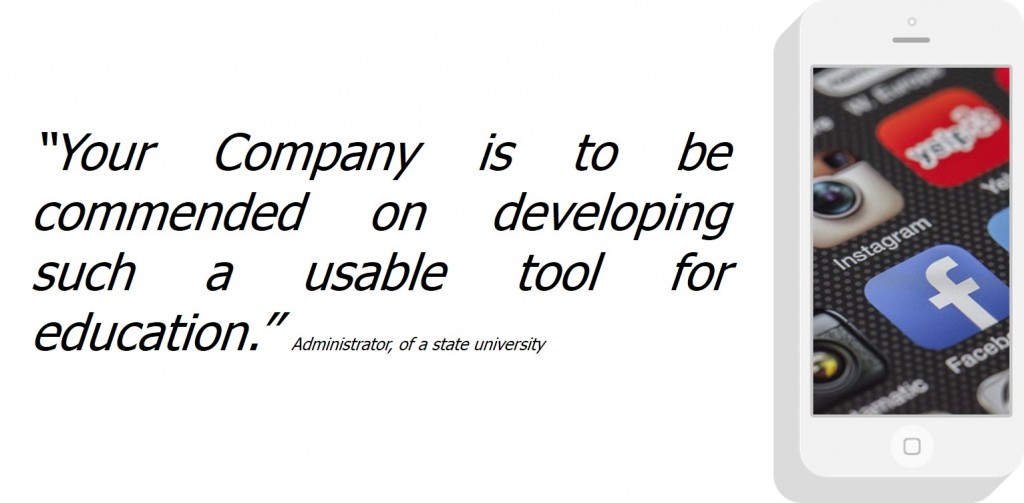 “Your Company is to be
commended on developing
such a usable tool for
education.” Administrator, of a state university
yelp
Yel
Instagram
f
Facebo
matic